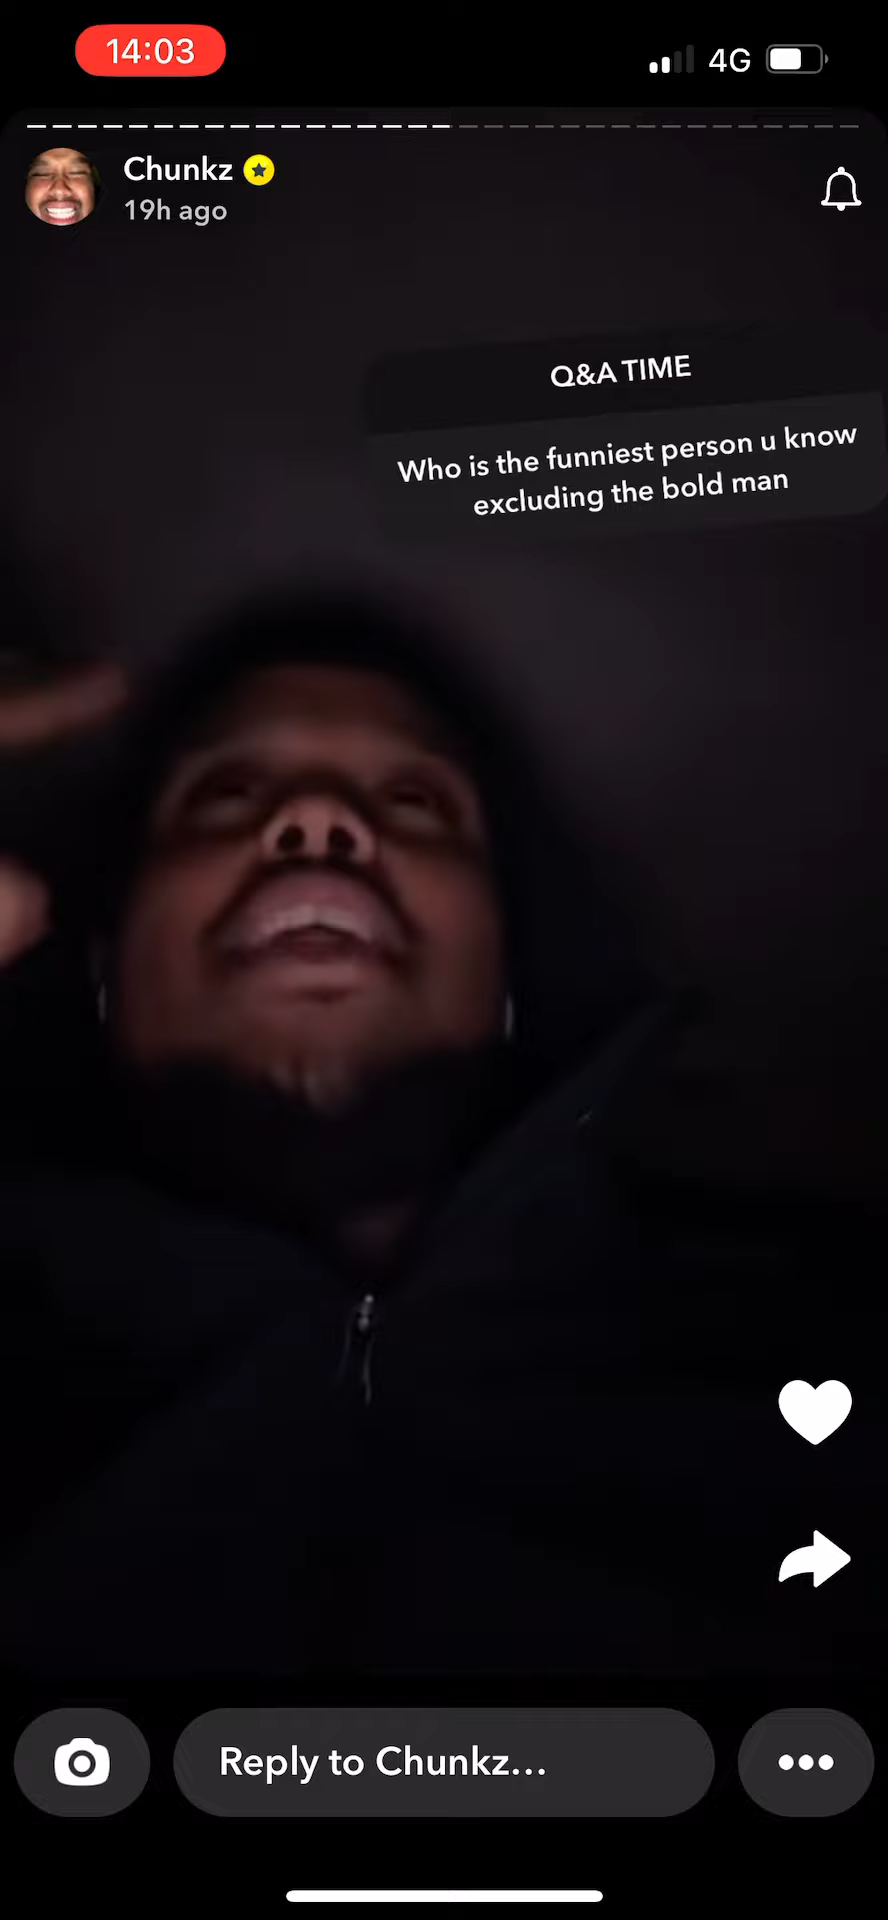 14:03
4G
Chunkz
19h ago
Q&A TIME
Who is the funniest person u know
excluding the bold man
Reply to Chunkz...